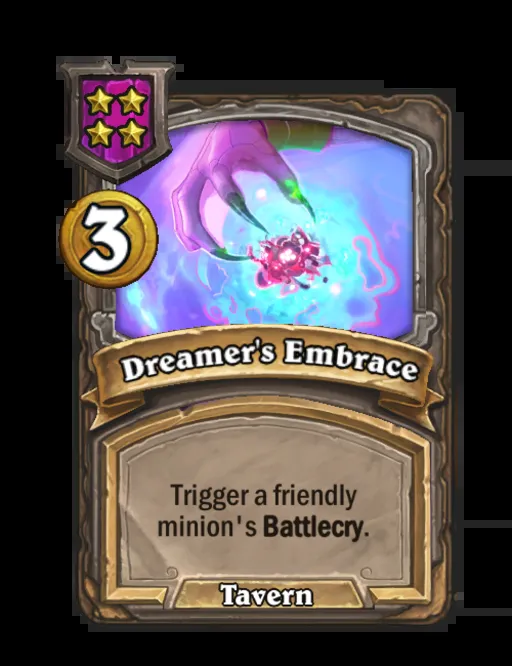 3
Dreamer's Embrace
Trigger a friendly
minion's Battlecry.
Tavern